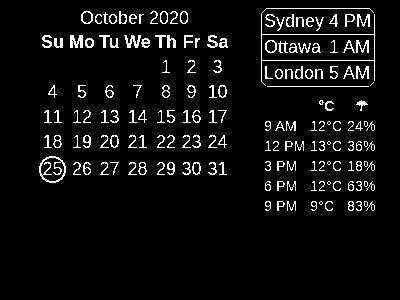 October 2020
Su Mo Tu We Th Fr Sa
1 2 3
4 5 6 7 8 9 10
11 12 13 14 15 16 17
18 19 20 21 22 23 24
25 26 27 28 29 30 31
Sydney 4 PM
Ottawa 1 AM
London 5 AM
°C ☂
9 AM 12°C 24%
12 PM 13°C 36%
3 PM 12°C 18%
6 PM 12°C 63%
9 PM 9°C 83%